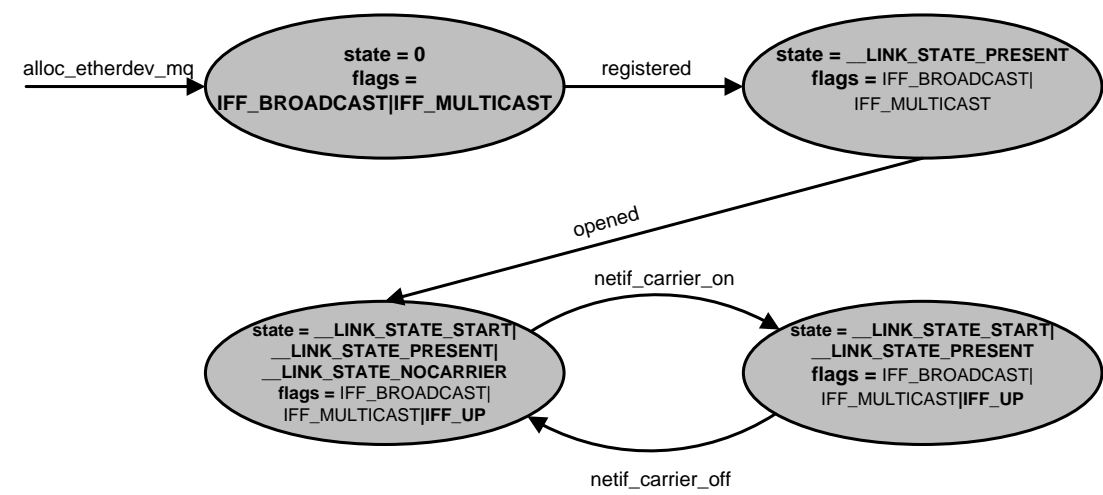 alloc_etherdev_mq
state = 0
flags =
IFF_BROADCAST|IFF_MULTICAST
registered
state = __LINK_STATE_PRESENT
flags = IFF_BROADCAST|
IFF_MULTICAST
opened
netif_carrier_on
state = __LINK_STATE_START|
__LINK_STATE_PRESENT|
__LINK_STATE_NOCARRIER
flags = IFF_BROADCAST|
IFF_MULTICAST|IFF_UP
state = __LINK_STATE_START|
__LINK_STATE_PRESENT
flags = IFF_BROADCAST|
IFF_MULTICAST|IFF_UP
netif_carrier_off